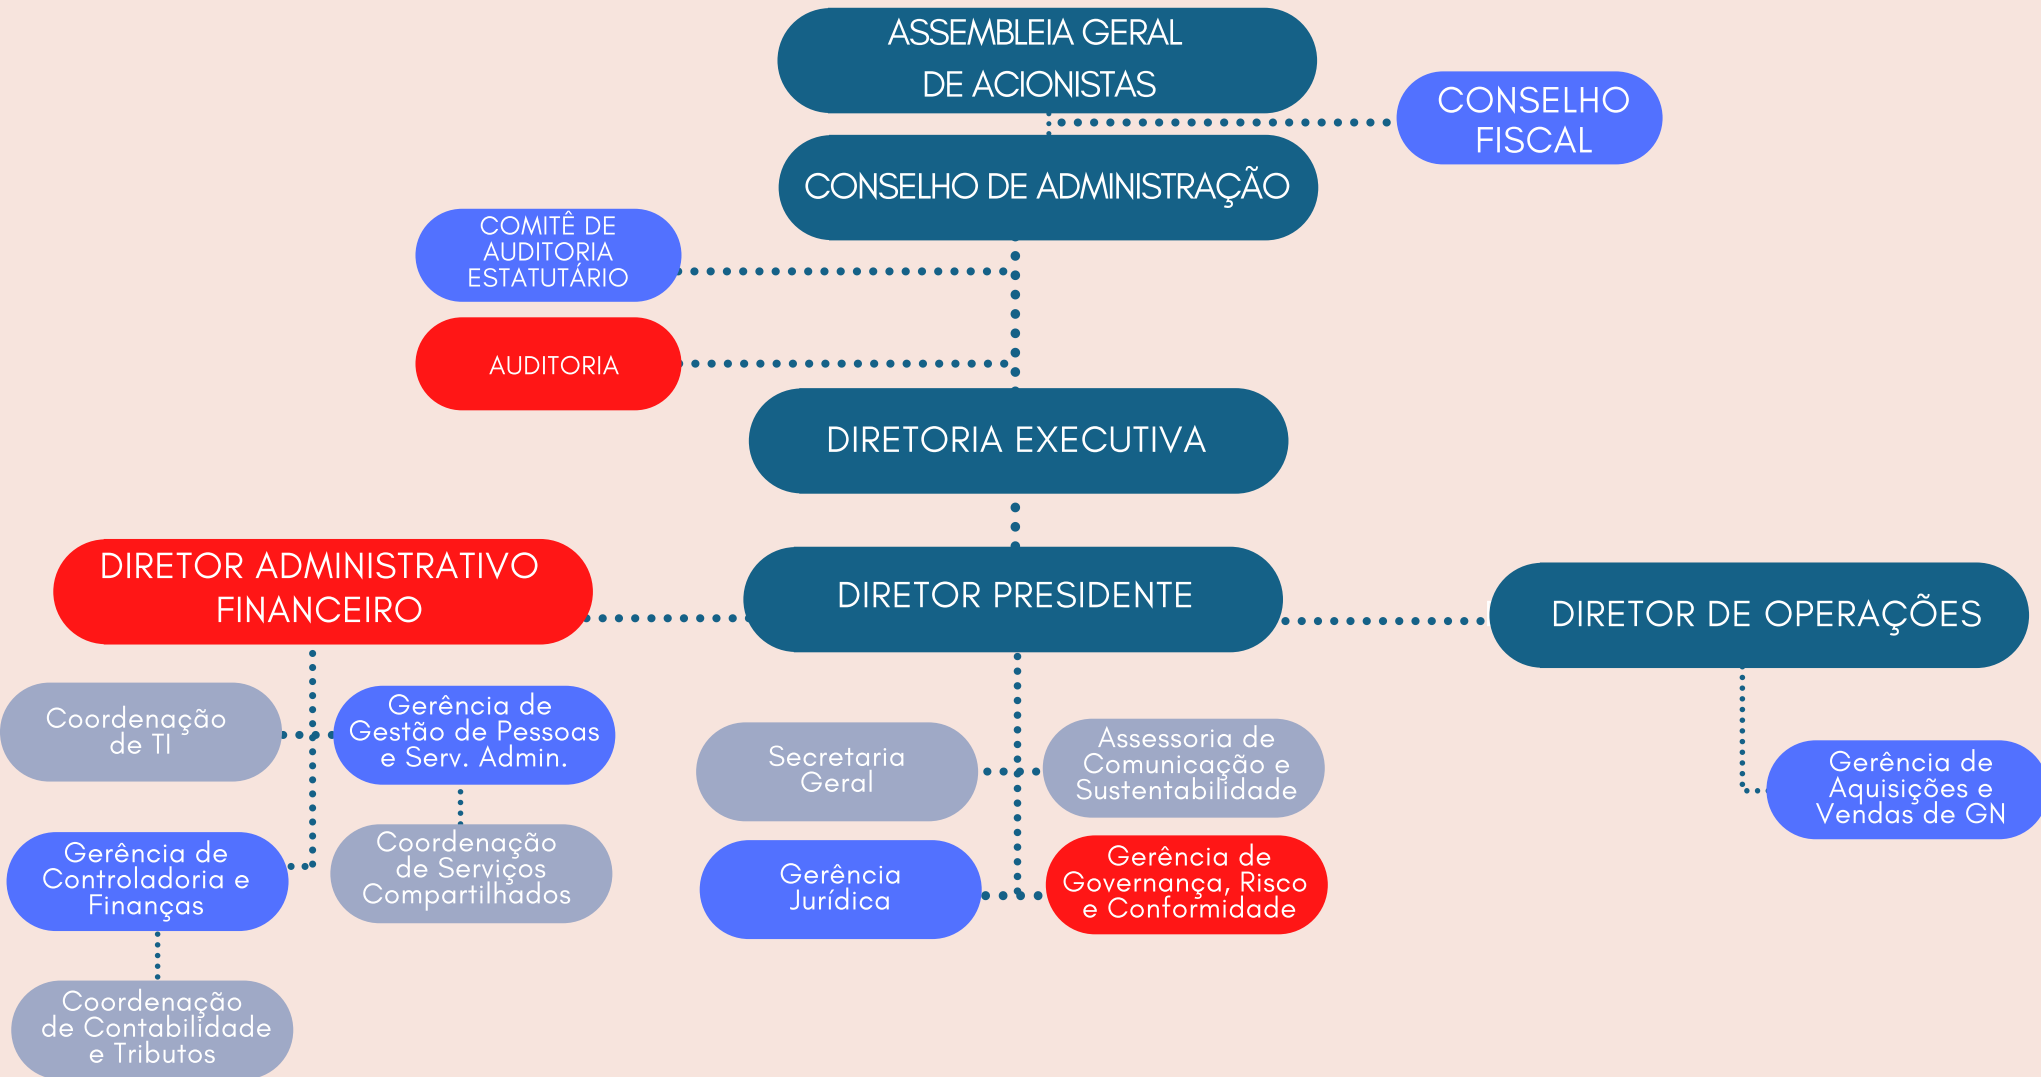 ASSEMBLEIA GERAL
DE ACIONISTAS
CONSELHO
FISCAL
CONSELHO DE ADMINISTRAÇÃO
COMITÊ DE
AUDITORIA
ESTATUTÁRIO
AUDITORIA
DIRETORIA EXECUTIVA
DIRETOR ADMINISTRATIVO
FINANCEIRO
DIRETOR PRESIDENTE
DIRETOR DE OPERAÇÕES
Coordenação
de TI
Gerência de
Gestão de Pessoas
e Serv. Admin.
Gerência de
Controladoria e
Finanças
Coordenação
de Serviços
Compartilhados
Coordenação
de Contabilidade
e Tributos
Secretaria
Geral
Assessoria de
Comunicação e
Sustentabilidade
Gerência
Jurídica
Gerência de
Governança, Risco
e Conformidade
Gerência de
Aquisições e
Vendas de GN